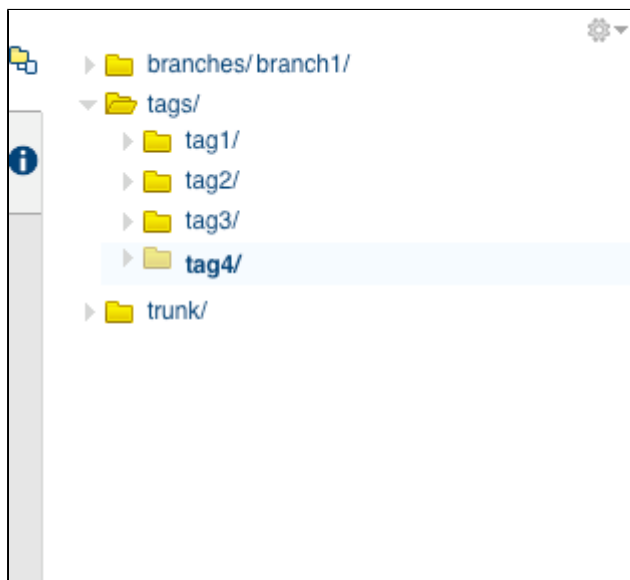 branches/branch1/
tags/
tag1/
tag2/
tag3/
tag4/
trunk/